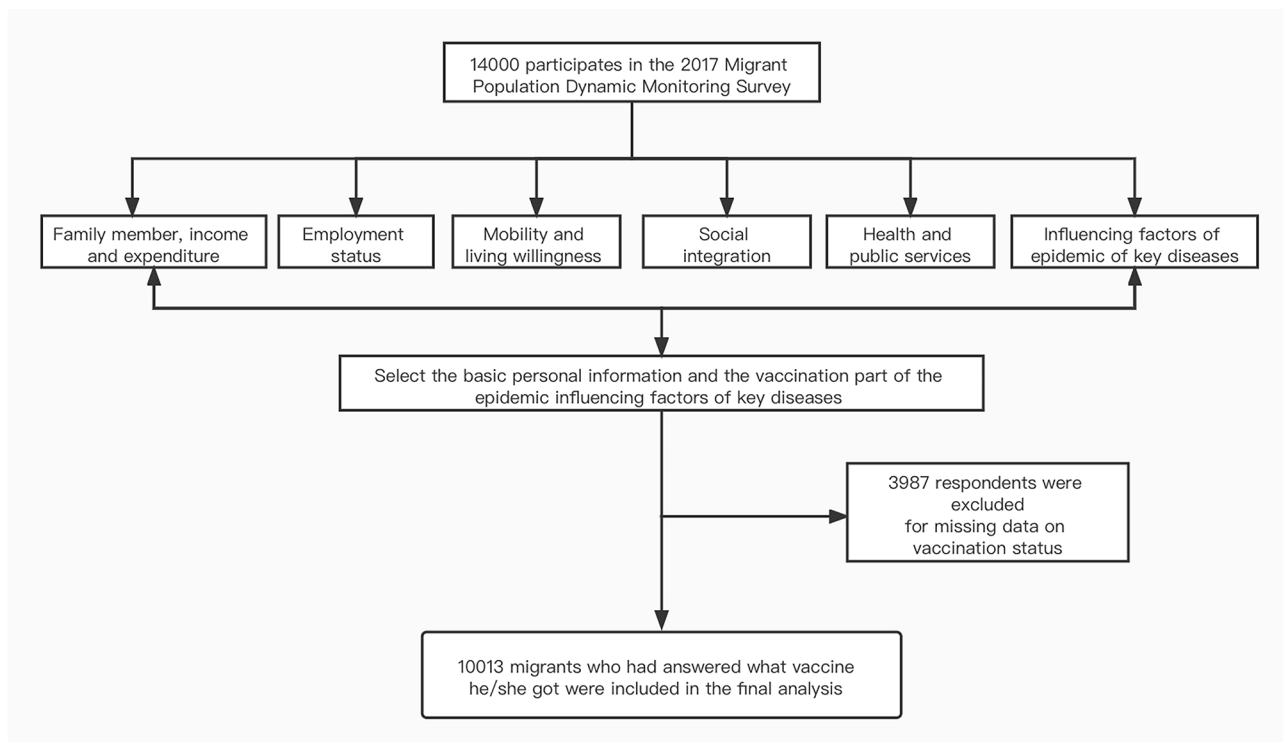 14000 participates in the 2017 Migrant
Population Dynamic Monitoring Survey
Family member, income
and expenditure
Employment
status
Mobility and
living willingness
Social
integration
Health and
public services
Influencing factors of
epidemic of key diseases
Select the basic personal information and the vaccination part of the
epidemic influencing factors of key diseases
3987 respondents were
excluded
for missing data on
vaccination status
10013 migrants who had answered what vaccine
he/she got were included in the final analysis